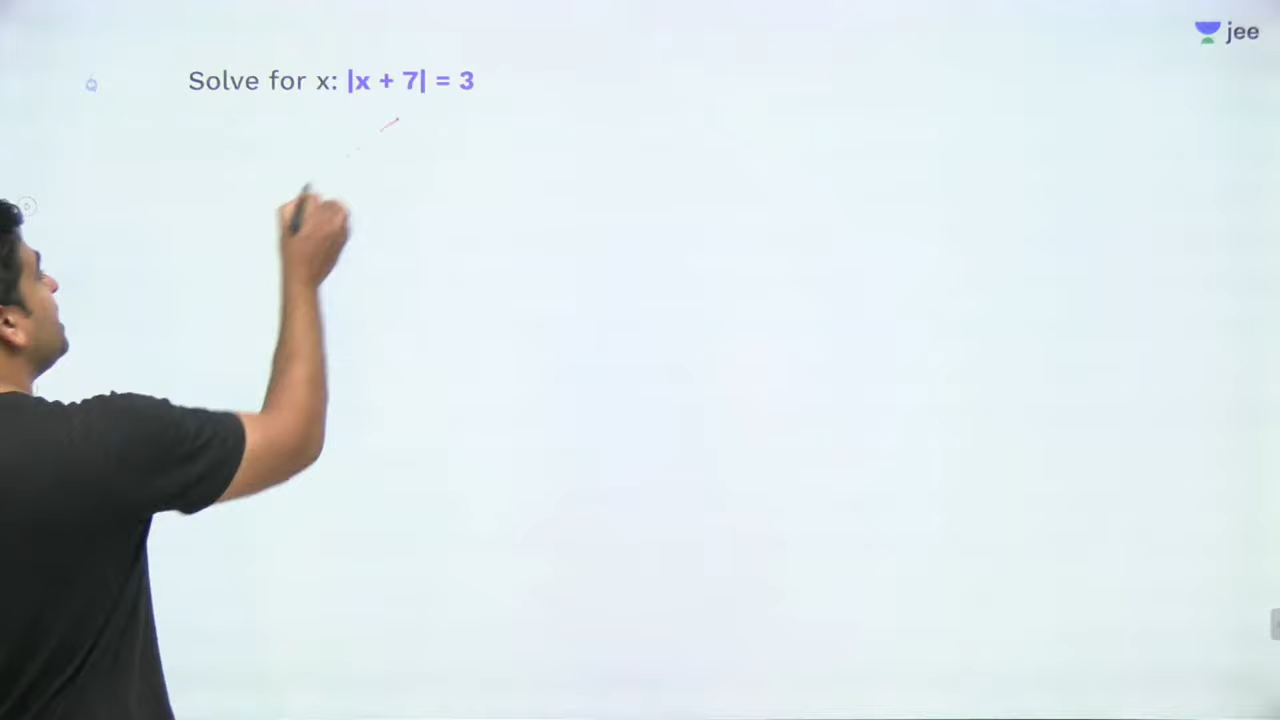 jee
Solve for x: |x + 7| = 3